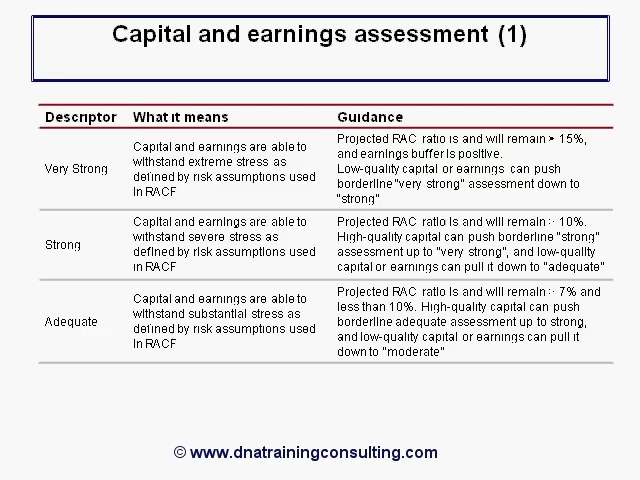 Capital and earnings assessment (1)
Descriptor What it means Guidance
Very Strong
Capital and earnings are able to
withstand extreme stress as
defined by risk assumptions used
in RACF
Projected RAC ratio is and will remain > 15%,
and earnings buffer is positive.
Low-quality capital or earnings can push
borderline "very strong" assessment down to
"strong"
Strong
Capital and earnings are able to
withstand severe stress as
defined by risk assumptions used
in RACF
Projected RAC ratio is and will remain > 10%.
High-quality capital can push borderline "strong"
assessment up to "very strong", and low-quality
capital or earnings can pull it down to "adequate"
Adequate
Capital and earnings are able to
withstand substantial stress as
defined by risk assumptions used
in RACF
Projected RAC ratio is and will remain > 7% and
less than 10%. High-quality capital can push
borderline adequate assessment up to strong,
and low-quality capital or earnings can pull it
down to "moderate"
© www.dnatrainingconsulting.com